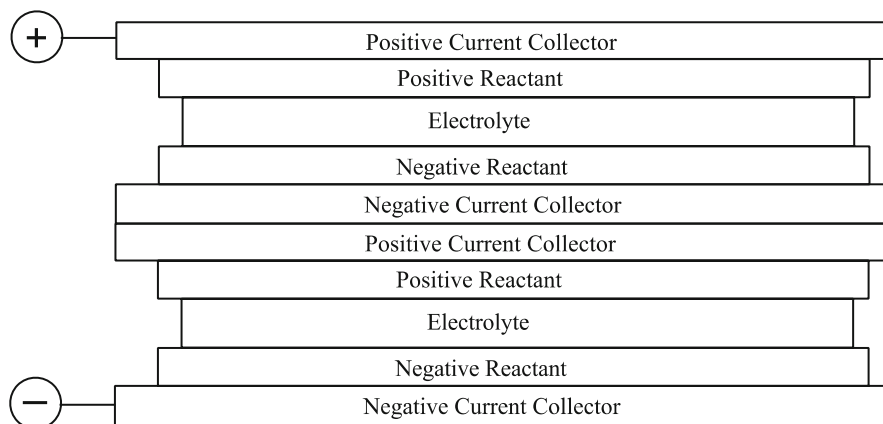 +
Positive Current Collector
Positive Reactant
Electrolyte
Negative Reactant
Negative Current Collector
Positive Current Collector
Positive Reactant
Electrolyte
Negative Reactant
−
Negative Current Collector